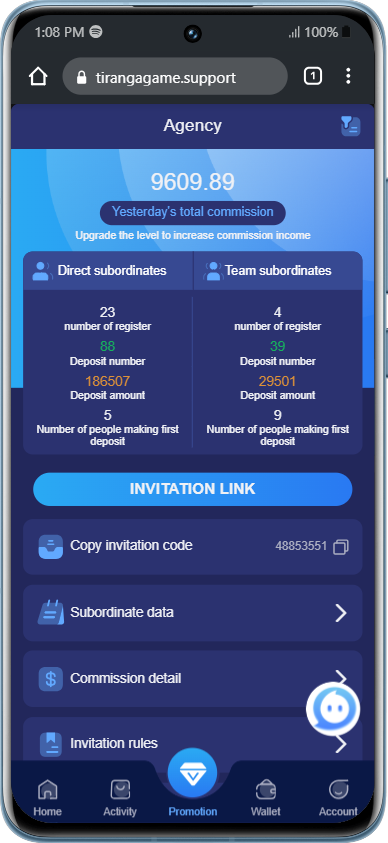 1:08 PM
100%
tirangagame.support
1
Agency
9609.89
Yesterday's total commission
Upgrade the level to increase commission income
Direct subordinates
Team subordinates
23
number of register
88
Deposit number
186507
Deposit amount
5
Number of people making first
deposit
4
number of register
39
Deposit number
29501
Deposit amount
9
Number of people making first
deposit
INVITATION LINK
Copy invitation code
48853551
Subordinate data
Commission detail
Invitation rules
Home
Activity
Promotion
Wallet
Account